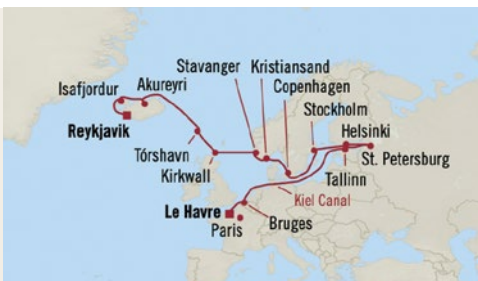 Stavanger Kristiansand
Isafjordur Akureyri
Copenhagen
Stockholm
Reykjavik
Helsinki
Tórshavn
St. Petersburg
Kirkwall
Tallinn
Kiel Canal
Le Havre
Paris
Bruges